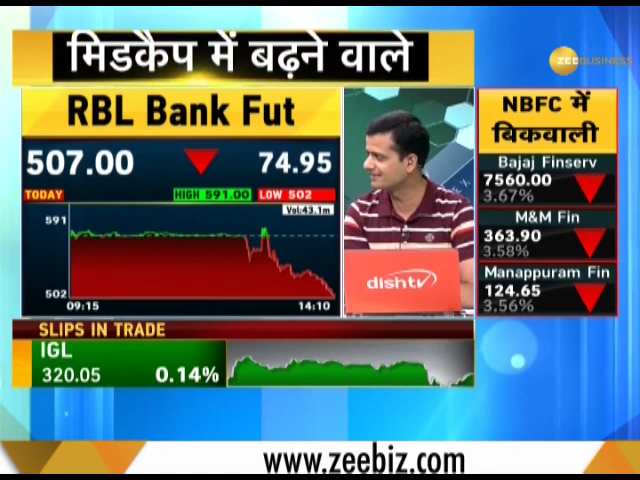 मिडकैप में बढ़ने वाले
ZEE BUSINESS
RBL Bank Fut
507.00 74.95
TODAY HIGH 591.00 LOW 502
Vol:43.1m
591
502
09:15 14:10
dishtv
NBFC में
बिकवाली
Bajaj Finserv
7560.00
3.67%
M&M Fin
363.90
3.58%
Manappuram Fin
124.65
3.56%
SLIPS IN TRADE
IGL
320.05 0.14%
www.zeebiz.com